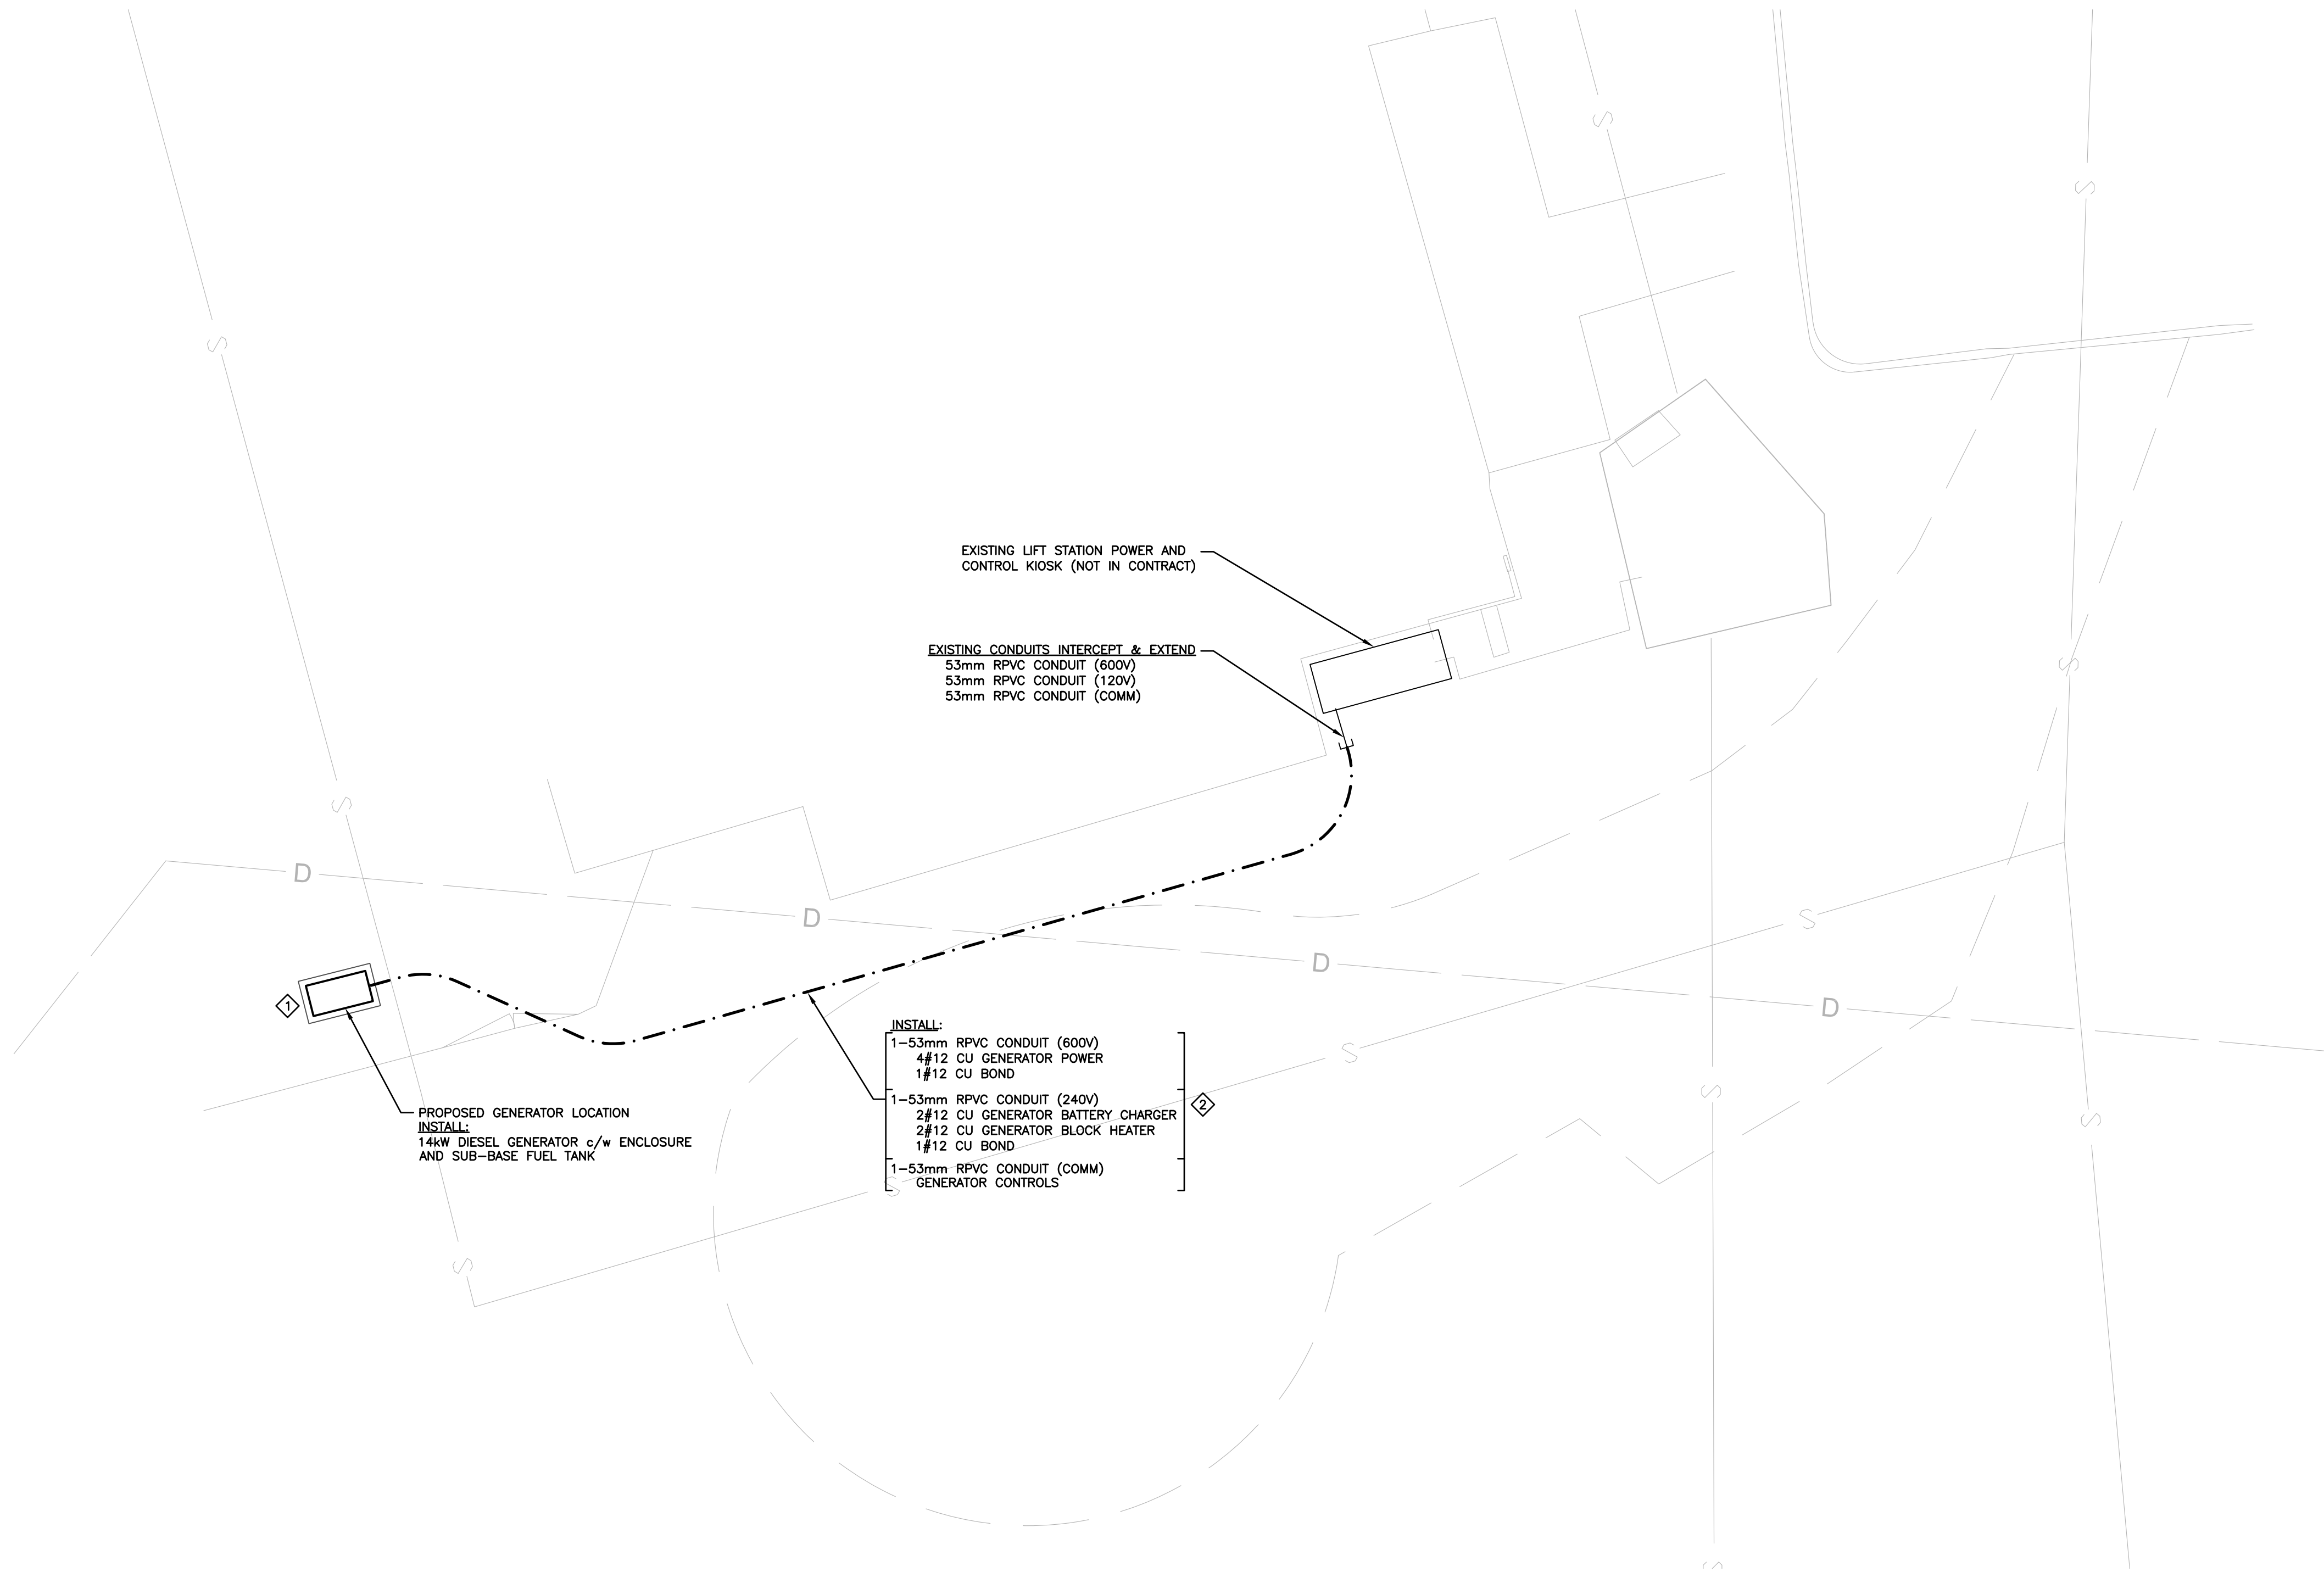 S
S
S
EXISTING LIFT STATION POWER AND
CONTROL KIOSK (NOT IN CONTRACT)
EXISTING CONDUITS INTERCEPT & EXTEND
53mm RPVC CONDUIT (600V)
53mm RPVC CONDUIT (120V)
53mm RPVC CONDUIT (COMM)
S
S
D
D
S
D
1
D
INSTALL:
1-53mm RPVC CONDUIT (600V)
4#12 CU GENERATOR POWER
1#12 CU BOND
S
1-53mm RPVC CONDUIT (240V)
2#12 CU GENERATOR BATTERY CHARGER
2#12 CU GENERATOR BLOCK HEATER
1#12 CU BOND
2
1-53mm RPVC CONDUIT (COMM)
GENERATOR CONTROLS
S
S
PROPOSED GENERATOR LOCATION
INSTALL:
14kW DIESEL GENERATOR c/w ENCLOSURE
AND SUB-BASE FUEL TANK
S
S
S